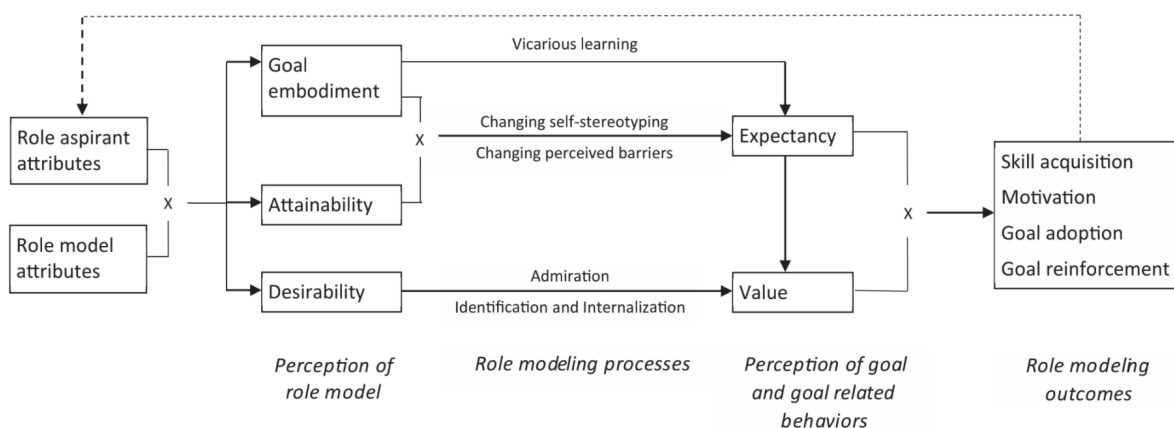 Vicarious learning
Goal
embodiment
Role aspirant
attributes
X
Changing self-stereotyping
Changing perceived barriers
Expectancy
Skill acquisition
Motivation
Goal adoption
Goal reinforcement
X
Attainability
X
Role model
attributes
Desirability
Admiration
Identification and Internalization
Value
Perception of
role model
Role modeling processes
Perception of goal
and goal related
behaviors
Role modeling
outcomes